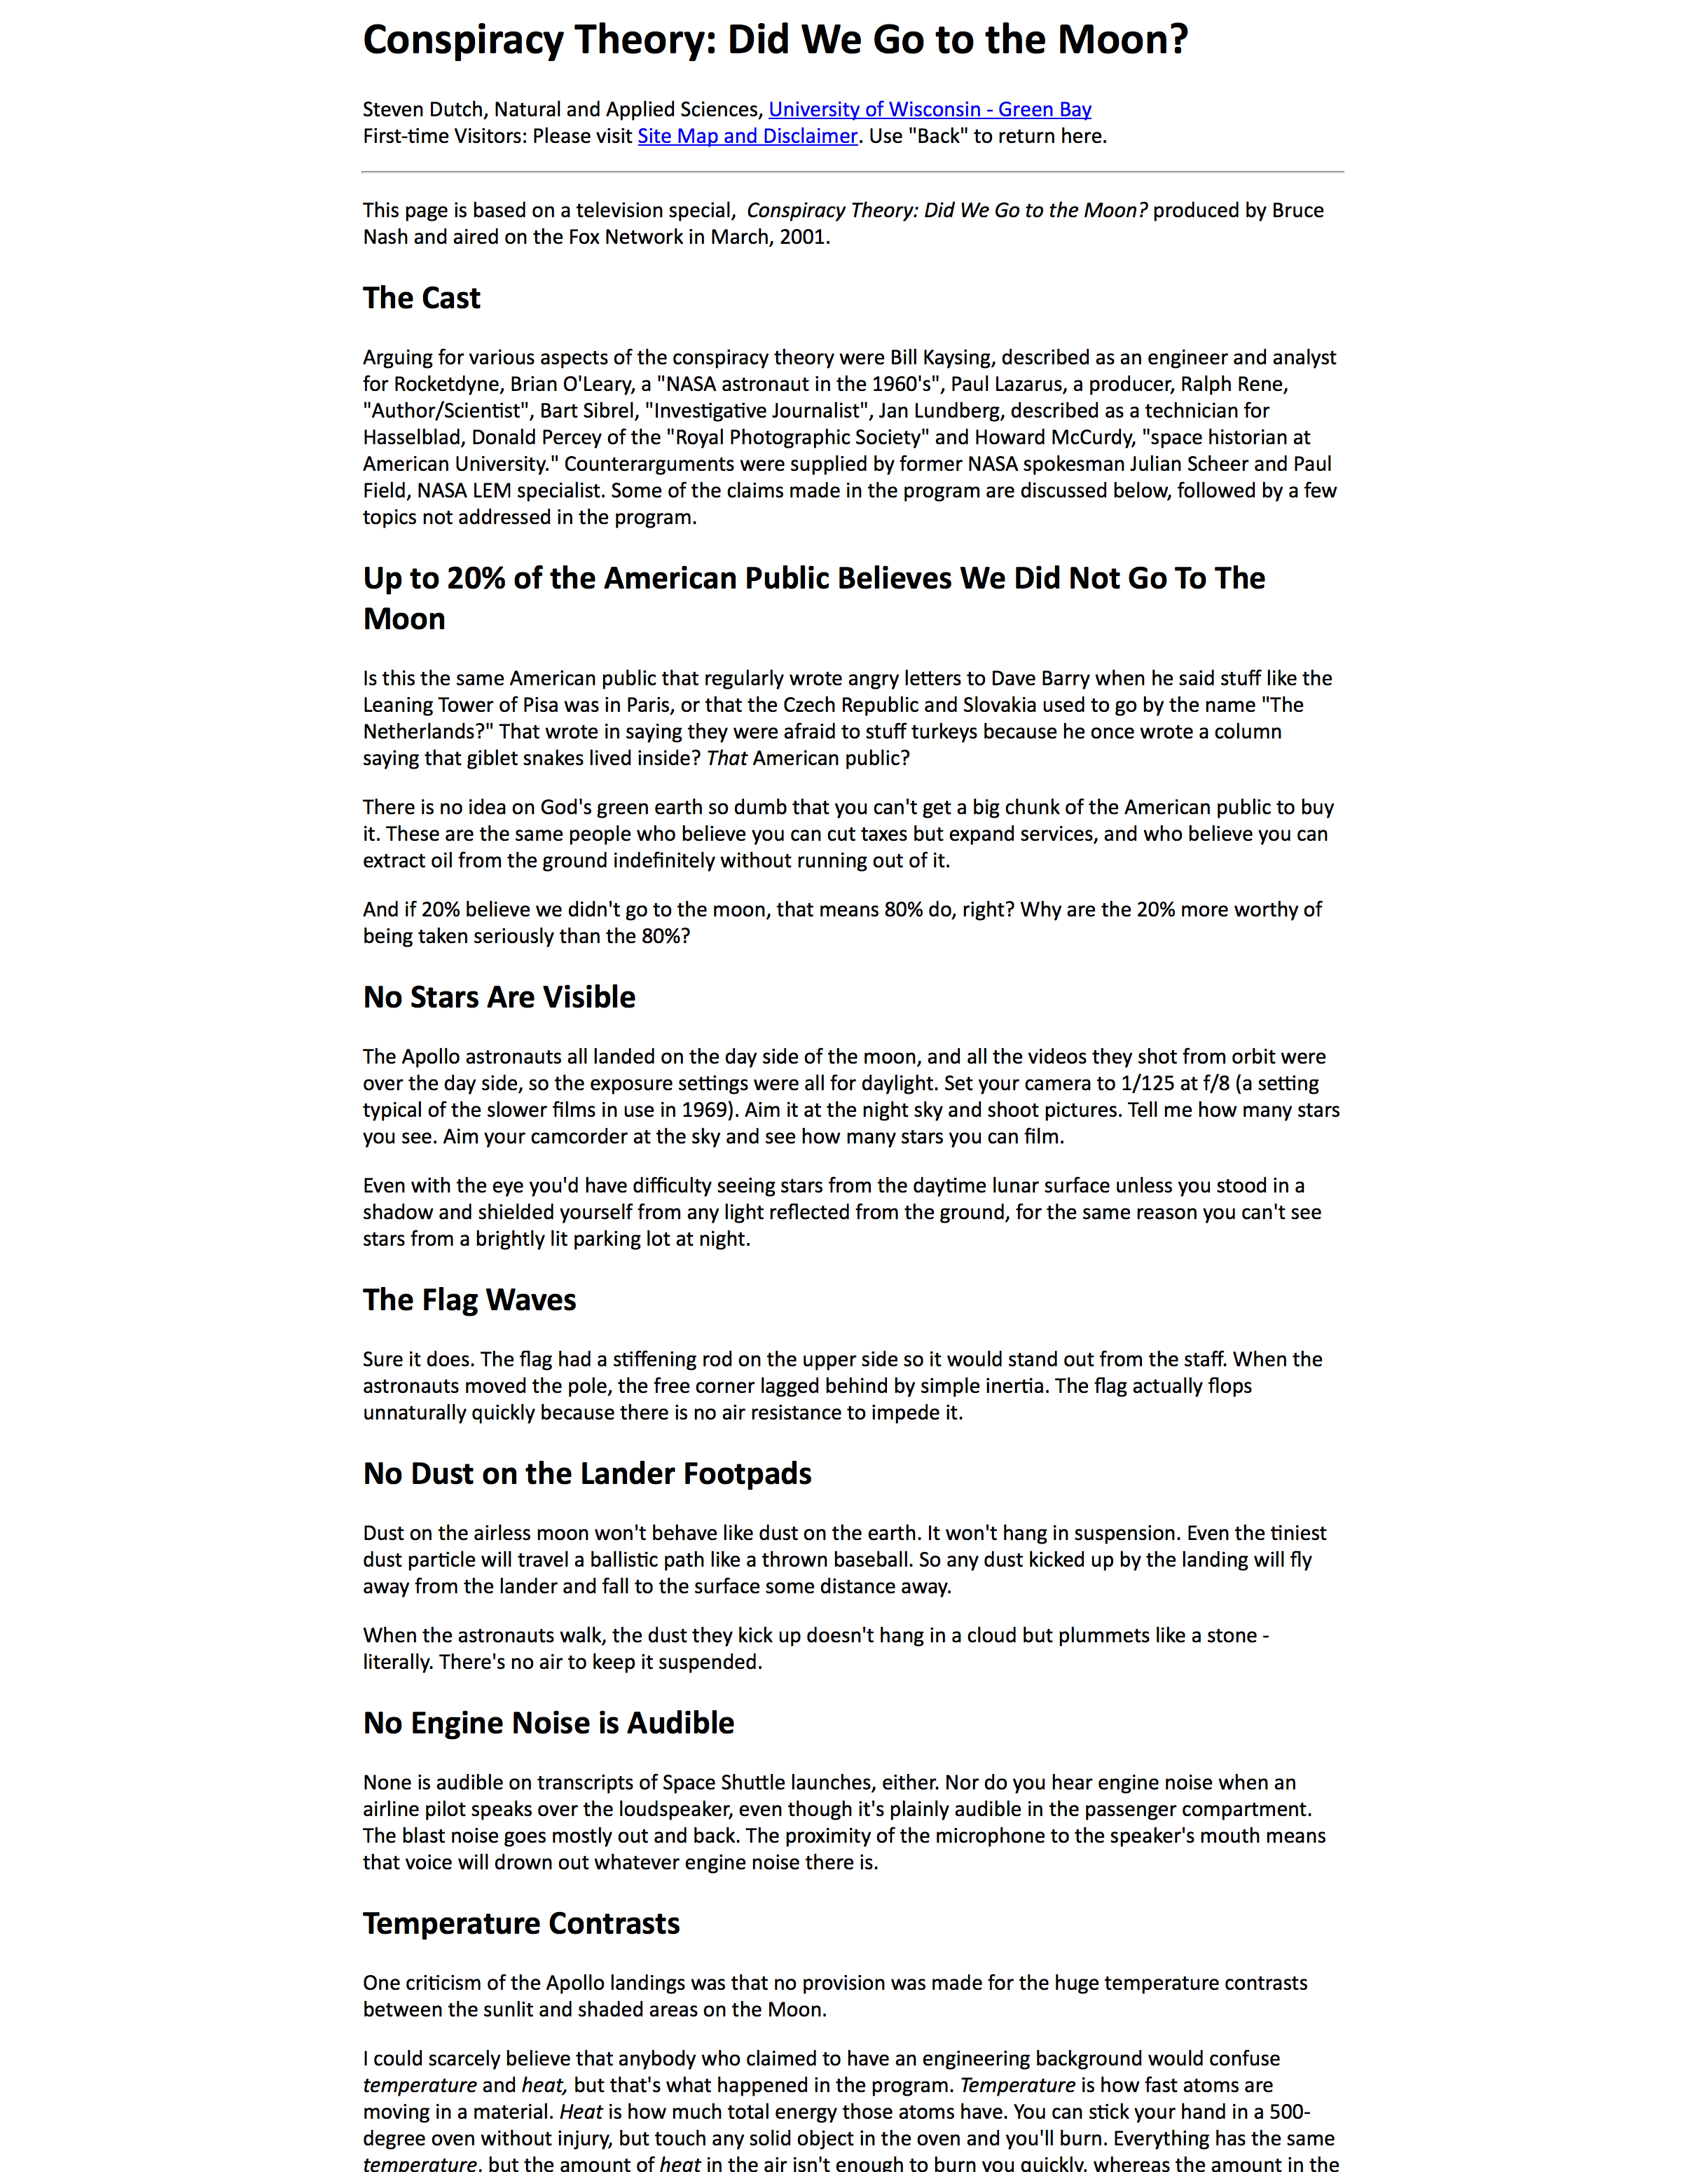 Conspiracy Theory: Did We Go to the Moon?
Steven Dutch, Natural and Applied Sciences, University of Wisconsin - Green Bay
First-time Visitors: Please visit Site Map and Disclaimer. Use "Back" to return here.
This page is based on a television special,  Conspiracy Theory: Did We Go to the Moon? produced by Bruce
Nash and aired on the Fox Network in March, 2001.
The Cast
Arguing for various aspects of the conspiracy theory were Bill Kaysing, described as an engineer and analyst
for Rocketdyne, Brian O'Leary, a "NASA astronaut in the 1960's", Paul Lazarus, a producer, Ralph Rene,
"Author/Scientist", Bart Sibrel, "Investigative Journalist", Jan Lundberg, described as a technician for
Hasselblad, Donald Percey of the "Royal Photographic Society" and Howard McCurdy, "space historian at
American University." Counterarguments were supplied by former NASA spokesman Julian Scheer and Paul
Field, NASA LEM specialist. Some of the claims made in the program are discussed below, followed by a few
topics not addressed in the program.
Up to 20% of the American Public Believes We Did Not Go To The
Moon
Is this the same American public that regularly wrote angry letters to Dave Barry when he said stuff like the
Leaning Tower of Pisa was in Paris, or that the Czech Republic and Slovakia used to go by the name "The
Netherlands?" That wrote in saying they were afraid to stuff turkeys because he once wrote a column
saying that giblet snakes lived inside? That American public?
There is no idea on God's green earth so dumb that you can't get a big chunk of the American public to buy
it. These are the same people who believe you can cut taxes but expand services, and who believe you can
extract oil from the ground indefinitely without running out of it.
And if 20% believe we didn't go to the moon, that means 80% do, right? Why are the 20% more worthy of
being taken seriously than the 80%?
No Stars Are Visible
The Apollo astronauts all landed on the day side of the moon, and all the videos they shot from orbit were
over the day side, so the exposure settings were all for daylight. Set your camera to 1/125 at f/8 (a setting
typical of the slower films in use in 1969). Aim it at the night sky and shoot pictures. Tell me how many stars
you see. Aim your camcorder at the sky and see how many stars you can film.
Even with the eye you'd have difficulty seeing stars from the daytime lunar surface unless you stood in a
shadow and shielded yourself from any light reflected from the ground, for the same reason you can't see
stars from a brightly lit parking lot at night.
The Flag Waves
Sure it does. The flag had a stiffening rod on the upper side so it would stand out from the staff. When the
astronauts moved the pole, the free corner lagged behind by simple inertia. The flag actually flops
unnaturally quickly because there is no air resistance to impede it.
No Dust on the Lander Footpads
Dust on the airless moon won't behave like dust on the earth. It won't hang in suspension. Even the tiniest
dust particle will travel a ballistic path like a thrown baseball. So any dust kicked up by the landing will fly
away from the lander and fall to the surface some distance away.
When the astronauts walk, the dust they kick up doesn't hang in a cloud but plummets like a stone -
literally. There's no air to keep it suspended.
No Engine Noise is Audible
None is audible on transcripts of Space Shuttle launches, either. Nor do you hear engine noise when an
airline pilot speaks over the loudspeaker, even though it's plainly audible in the passenger compartment.
The blast noise goes mostly out and back. The proximity of the microphone to the speaker's mouth means
that voice will drown out whatever engine noise there is.
Temperature Contrasts
One criticism of the Apollo landings was that no provision was made for the huge temperature contrasts
between the sunlit and shaded areas on the Moon.
I could scarcely believe that anybody who claimed to have an engineering background would confuse
temperature and heat, but that's what happened in the program. Temperature is how fast atoms are
moving in a material. Heat is how much total energy those atoms have. You can stick your hand in a 500-
degree oven without injury, but touch any solid object in the oven and you'll burn. Everything has the same
temperature, but the amount of heat in the air isn't enough to burn you quickly, whereas the amount in the